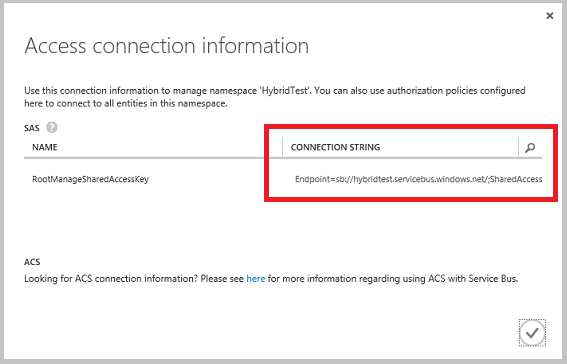 Access connection information
Use this connection information to manage namespace 'HybridTest'. You can also use authorization policies configured
here to connect to all entities in this namespace.
SAS ?
NAME CONNECTION STRING
RootManageSharedAccessKey Endpoint=sb://hybridtest.servicebus.windows.net/;SharedAccess
ACS
Looking for ACS connection information? Please see here for more information regarding using ACS with Service Bus.